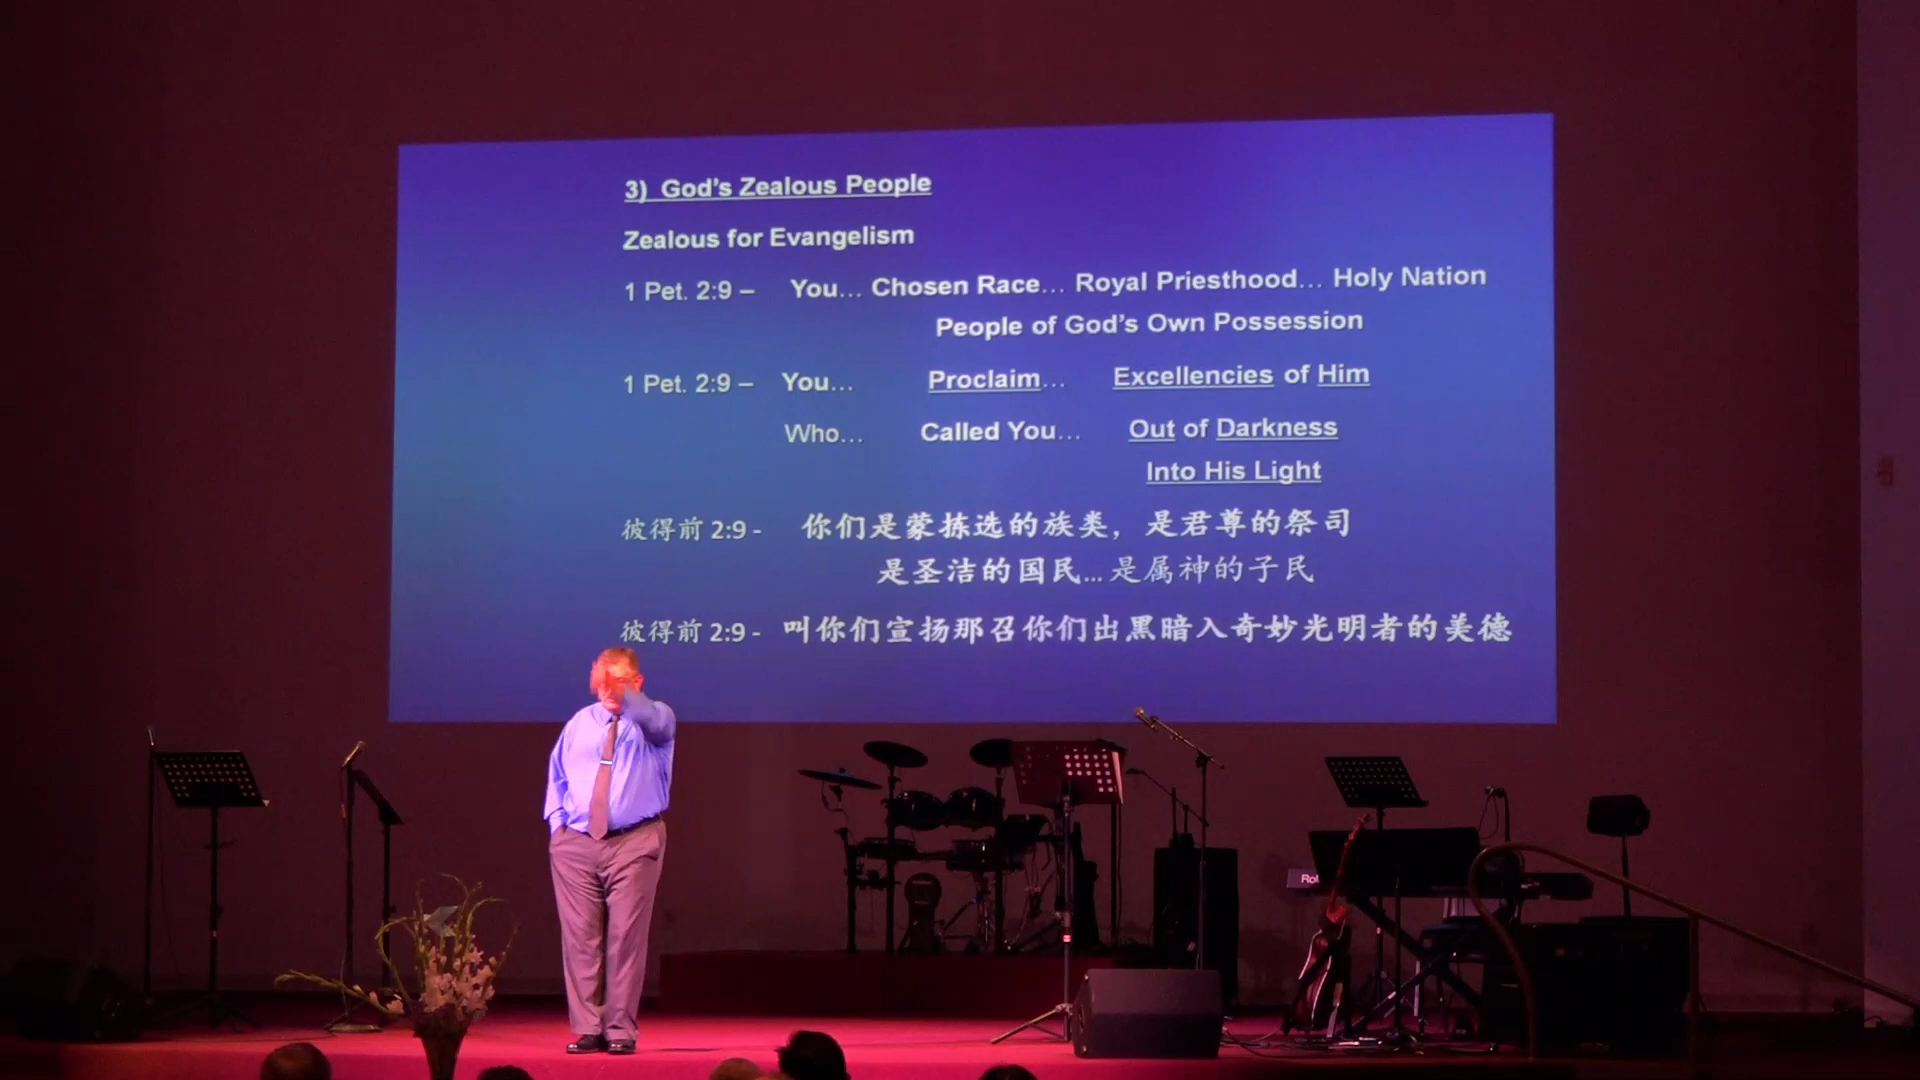 3) God's Zealous People
Zealous for Evangelism
1 Pet. 2:9 – You… Chosen Race… Royal Priesthood… Holy Nation
People of God's Own Possession
1 Pet. 2:9 – You… Proclaim… Excellencies of Him
Who… Called You… Out of Darkness
Into His Light
彼得前 2:9 - 你们是蒙拣选的族类，是君尊的祭司
是圣洁的国民…是属神的子民
彼得前 2:9 - 叫你们宣扬那召你们出黑暗入奇妙光明者的美德